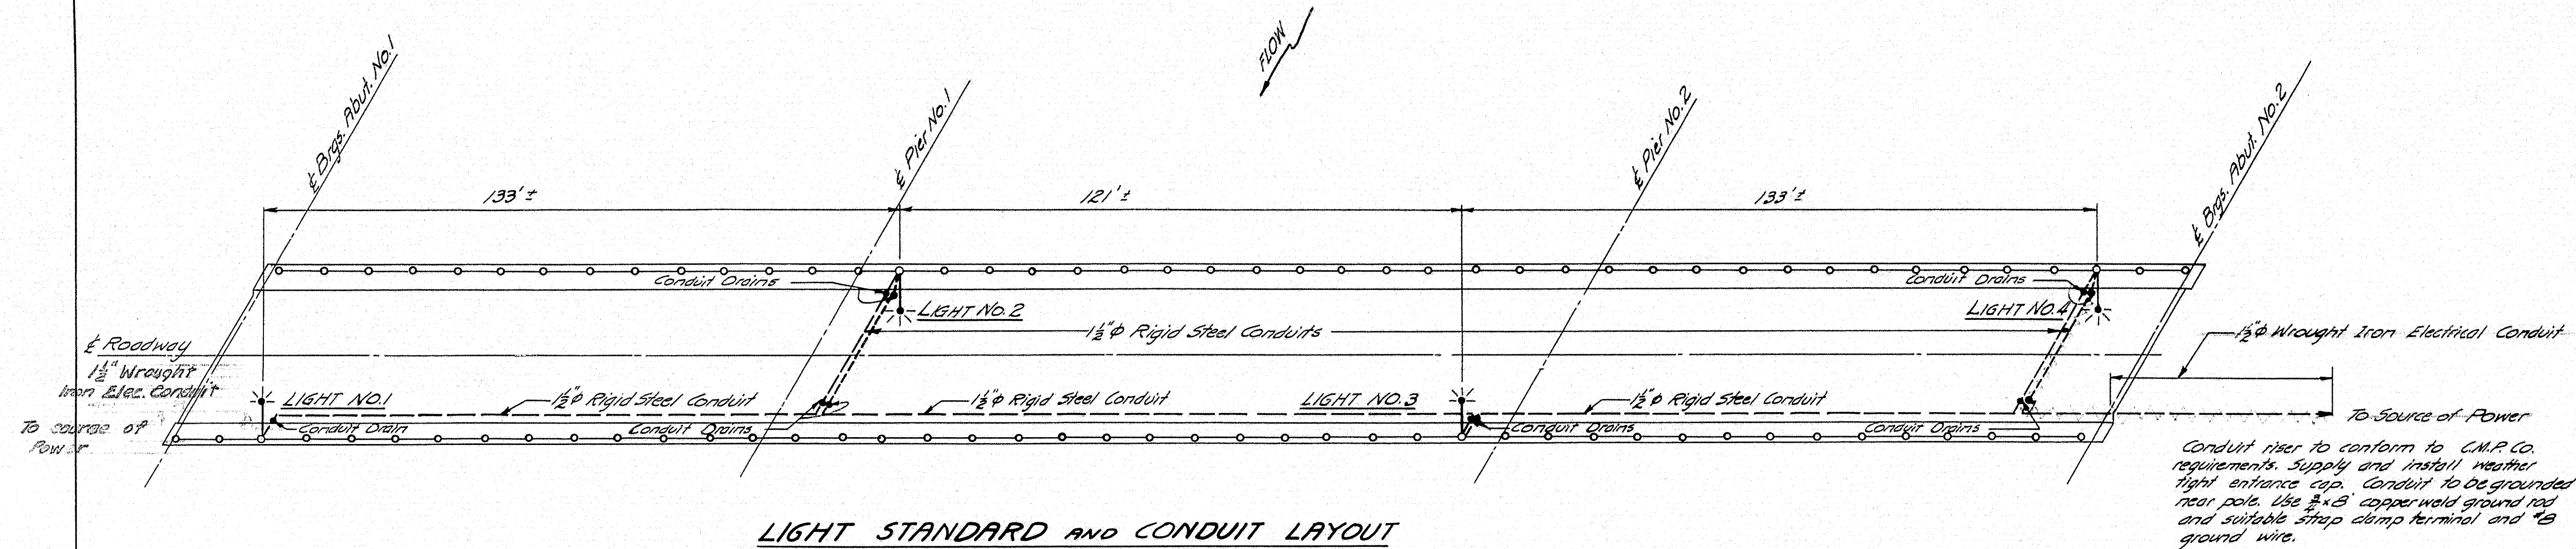 FLOW
℄ Brgs. Abut. No.1
℄ Pier No.1
℄ Pier No.2
℄ Brgs. Abut. No.2
133'±
121'±
133'±
Conduit Drains
Conduit Drains
LIGHT NO.2
LIGHT NO.4
1½"ϕ Rigid Steel Conduits
1½"ϕ Wrought Iron Electrical Conduit
℄ Roadway
1½" Wrought
Iron Elec. Conduit
LIGHT NO.1
1½"ϕ Rigid Steel Conduit
1½"ϕ Rigid Steel Conduit
LIGHT NO.3
1½"ϕ Rigid Steel Conduit
To source of
Power
Conduit Drain
Conduit Drains
Conduit Drains
Conduit Drains
To Source of Power
Conduit riser to conform to C.M.P. Co.
requirements. Supply and install weather
tight entrance cap. Conduit to be grounded
near pole. Use ¾"x8' copperweld ground rod
and suitable strap clamp terminal and #8
ground wire.
LIGHT STANDARD AND CONDUIT LAYOUT